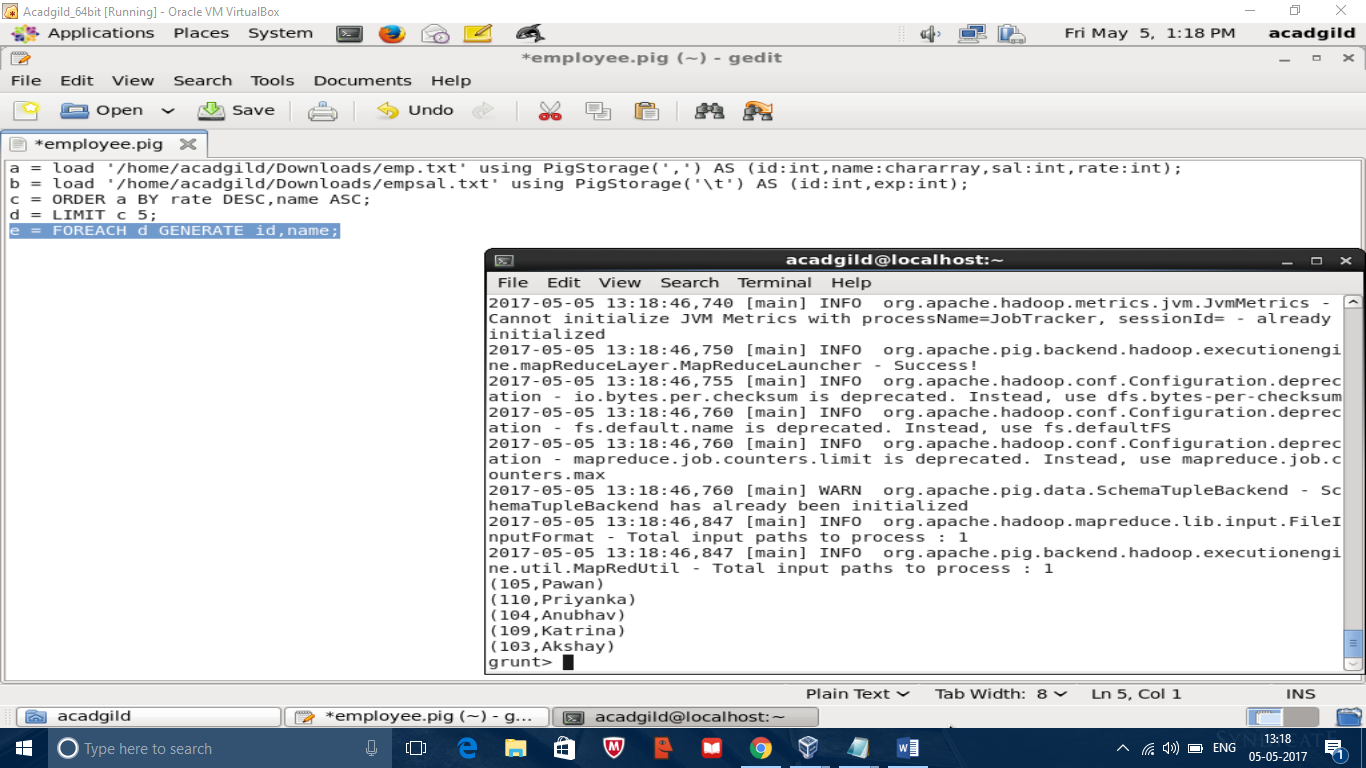 Acadgild_64bit [Running] - Oracle VM VirtualBox
Applications Places System Fri May 5, 1:18 PM acadgild
*employee.pig (~) - gedit
File Edit View Search Tools Documents Help
Open Save Undo
*employee.pig
a = load '/home/acadgild/Downloads/emp.txt' using PigStorage(',') AS (id:int,name:chararray,sal:int,rate:int);
b = load '/home/acadgild/Downloads/empsal.txt' using PigStorage('\t') AS (id:int,exp:int);
c = ORDER a BY rate DESC,name ASC;
d = LIMIT c 5;
e = FOREACH d GENERATE id,name;
acadgild@localhost:~
File Edit View Search Terminal Help
2017-05-05 13:18:46,740 [main] INFO  org.apache.hadoop.metrics.jvm.JvmMetrics -
Cannot initialize JVM Metrics with processName=JobTracker, sessionId= - already
initialized
2017-05-05 13:18:46,750 [main] INFO  org.apache.pig.backend.hadoop.executionengi
ne.mapReduceLayer.MapReduceLauncher - Success!
2017-05-05 13:18:46,755 [main] INFO  org.apache.hadoop.conf.Configuration.deprec
ation - io.bytes.per.checksum is deprecated. Instead, use dfs.bytes-per-checksum
2017-05-05 13:18:46,760 [main] INFO  org.apache.hadoop.conf.Configuration.deprec
ation - fs.default.name is deprecated. Instead, use fs.defaultFS
2017-05-05 13:18:46,760 [main] INFO  org.apache.hadoop.conf.Configuration.deprec
ation - mapreduce.job.counters.limit is deprecated. Instead, use mapreduce.job.c
ounters.max
2017-05-05 13:18:46,760 [main] WARN  org.apache.pig.data.SchemaTupleBackend - Sc
hemaTupleBackend has already been initialized
2017-05-05 13:18:46,847 [main] INFO  org.apache.hadoop.mapreduce.lib.input.FileI
nputFormat - Total input paths to process : 1
2017-05-05 13:18:46,847 [main] INFO  org.apache.pig.backend.hadoop.executionengi
ne.util.MapRedUtil - Total input paths to process : 1
(105,Pawan)
(110,Priyanka)
(104,Anubhav)
(109,Katrina)
(103,Akshay)
grunt>
Plain Text Tab Width: 8 Ln 5, Col 1 INS
acadgild *employee.pig (~) - g... acadgild@localhost:~
Type here to search ENG 13:18
05-05-2017 1